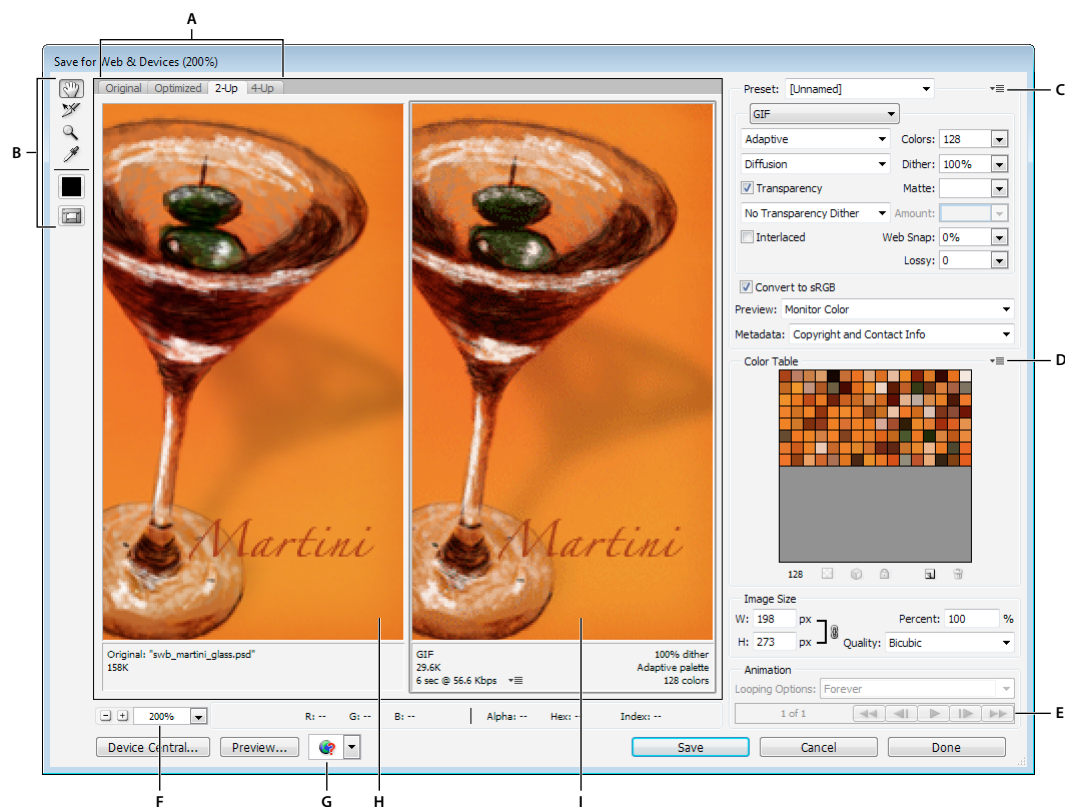 A
Save for Web & Devices (200%)
B
Original Optimized 2-Up 4-Up
Martini
Martini
Original: "swb_martini_glass.psd"
158K
GIF
29.6K
6 sec @ 56.6 Kbps
100% dither
Adaptive palette
128 colors
Preset: [Unnamed]
C
GIF
Adaptive Colors: 128
Diffusion Dither: 100%
Transparency Matte:
No Transparency Dither Amount:
Interlaced Web Snap: 0%
Lossy: 0
Convert to sRGB
Preview: Monitor Color
Metadata: Copyright and Contact Info
Color Table
D
128
Image Size
W: 198 px Percent: 100 %
H: 273 px Quality: Bicubic
Animation
Looping Options: Forever
1 of 1
E
200% R: -- G: -- B: -- Alpha: -- Hex: -- Index: --
Device Central... Preview... Save Cancel Done
F G H I